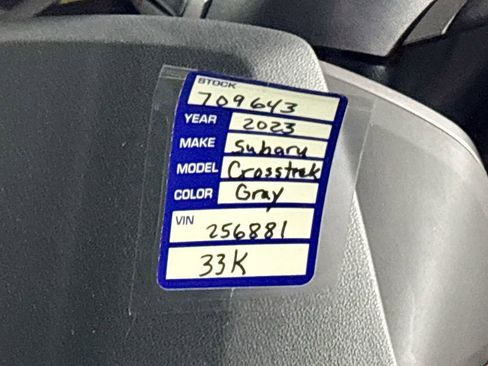 STOCK
709643
YEAR 2023
MAKE Subaru
MODEL Crosstrek
COLOR Gray
VIN 256881
33K